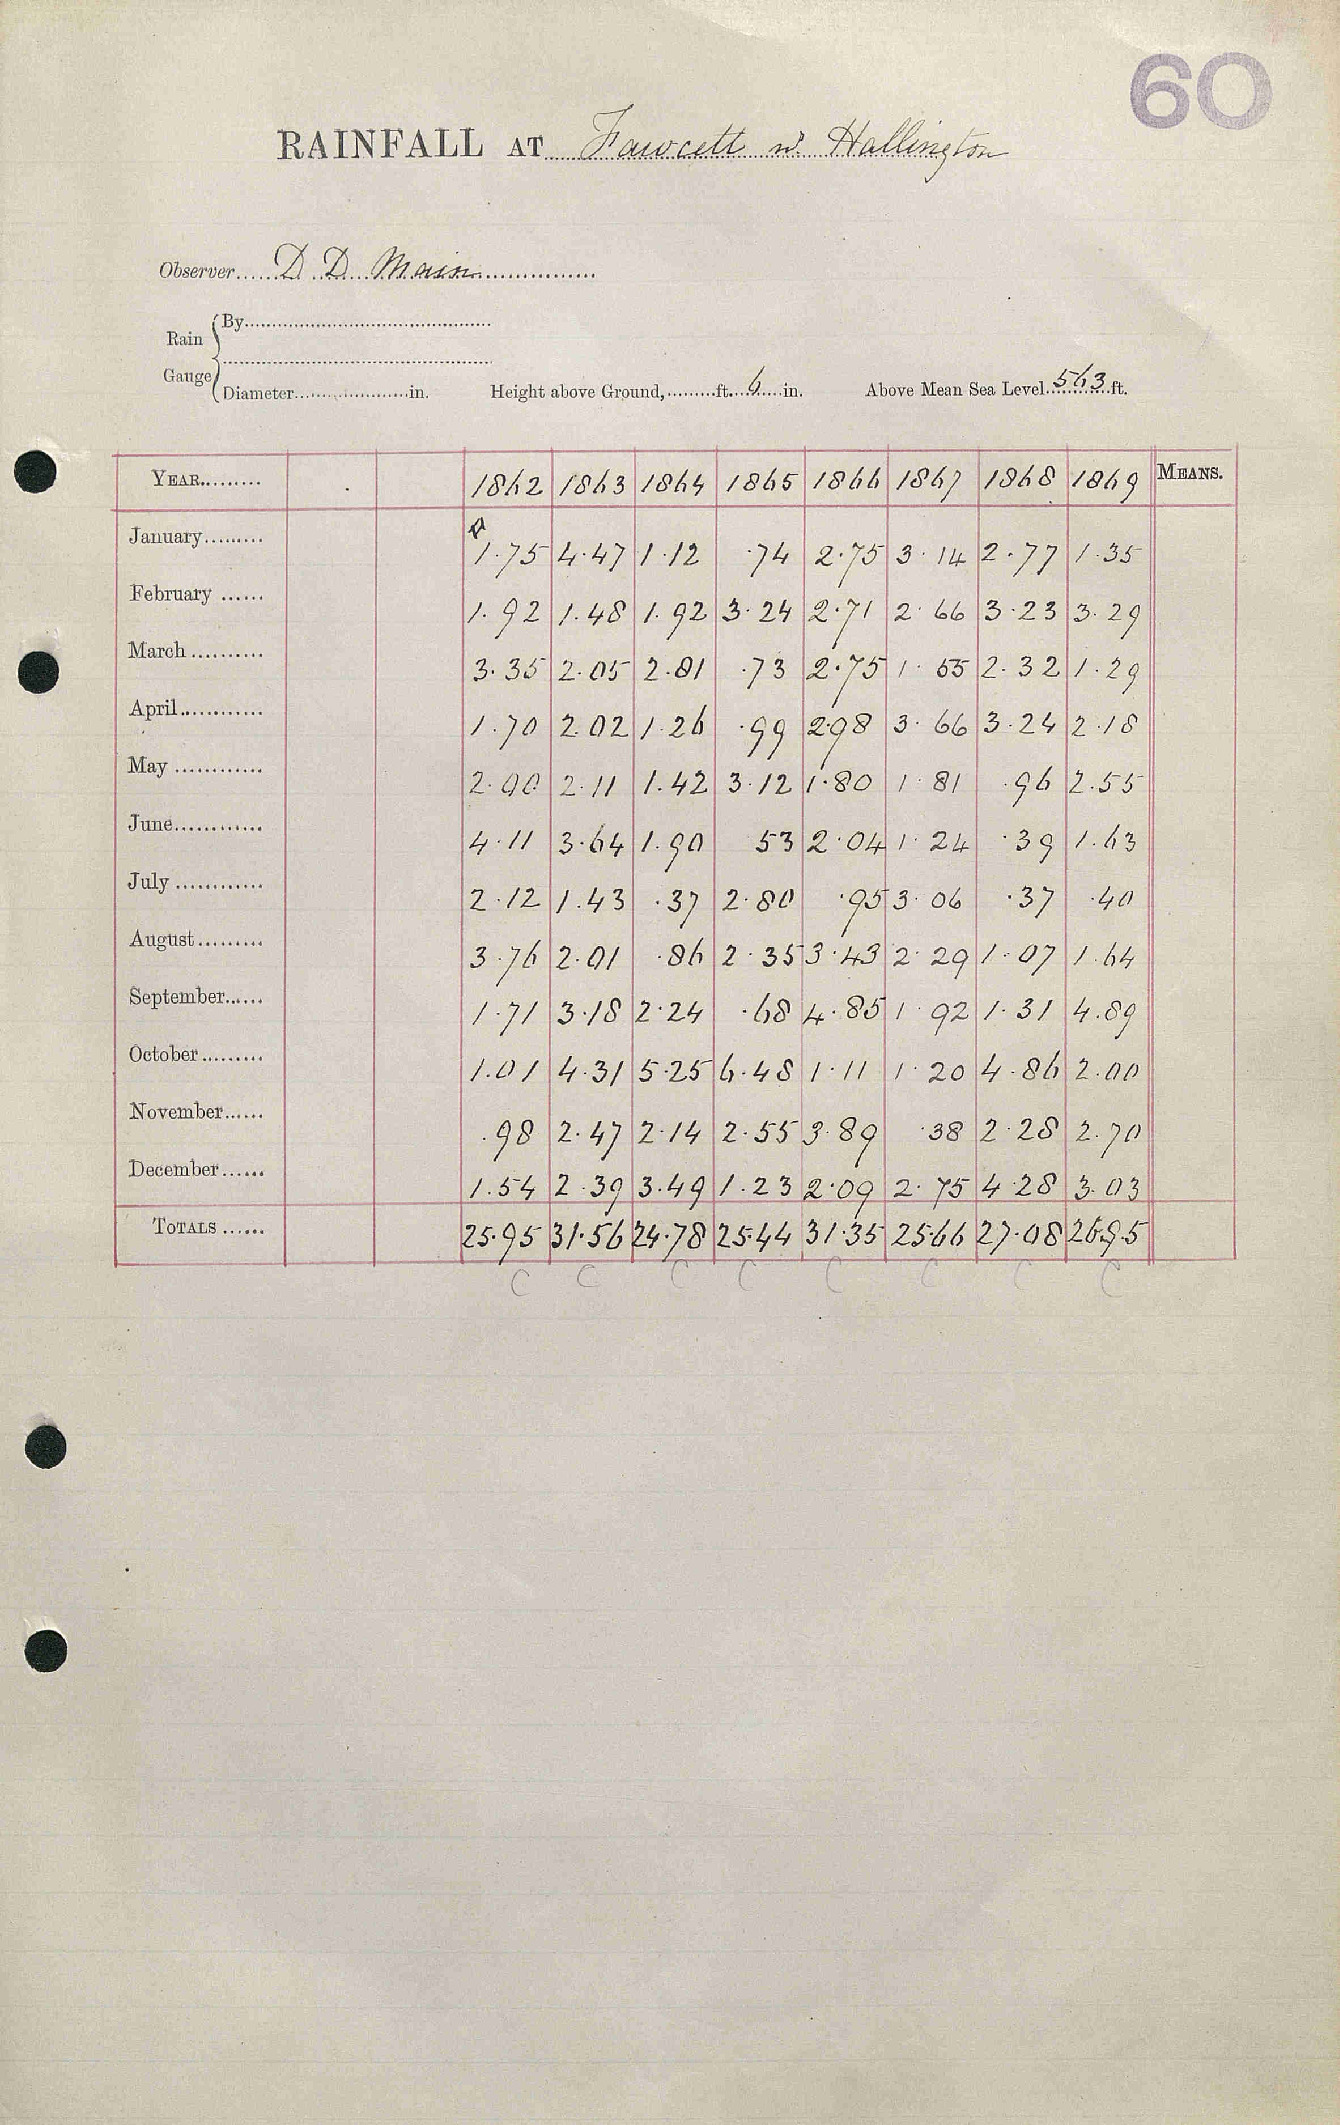 60
RAINFALL AT Fawcett w. Hallington
Observer D D Main
Rain Gauge { By
Diameter in. Height above Ground, ft. 6 in. Above Mean Sea Level 563 ft.
YEAR 1862 1863 1864 1865 1866 1867 1868 1869 MEANS.
January 1.75 4.47 1.12 .74 2.75 3.14 2.77 1.35
February 1.92 1.48 1.92 3.24 2.71 2.66 3.23 3.29
March 3.35 2.05 2.81 .73 2.75 1.55 2.32 1.29
April 1.70 2.02 1.26 .99 2.98 3.66 3.24 2.18
May 2.00 2.11 1.42 3.12 1.80 1.81 .96 2.55
June 4.11 3.64 1.90 53 2.04 1.24 .39 1.63
July 2.12 1.43 .37 2.80 .95 3.06 .37 .40
August 3.76 2.01 .86 2.35 3.43 2.29 1.07 1.64
September 1.71 3.18 2.24 .68 4.85 1.92 1.31 4.89
October 1.01 4.31 5.25 6.48 1.11 1.20 4.86 2.00
November .98 2.47 2.14 2.55 3.89 .38 2.28 2.70
December 1.54 2.39 3.49 1.23 2.09 2.75 4.28 3.03
TOTALS 25.95 31.56 24.78 25.44 31.35 25.66 27.08 26.95
C C C C C C C C